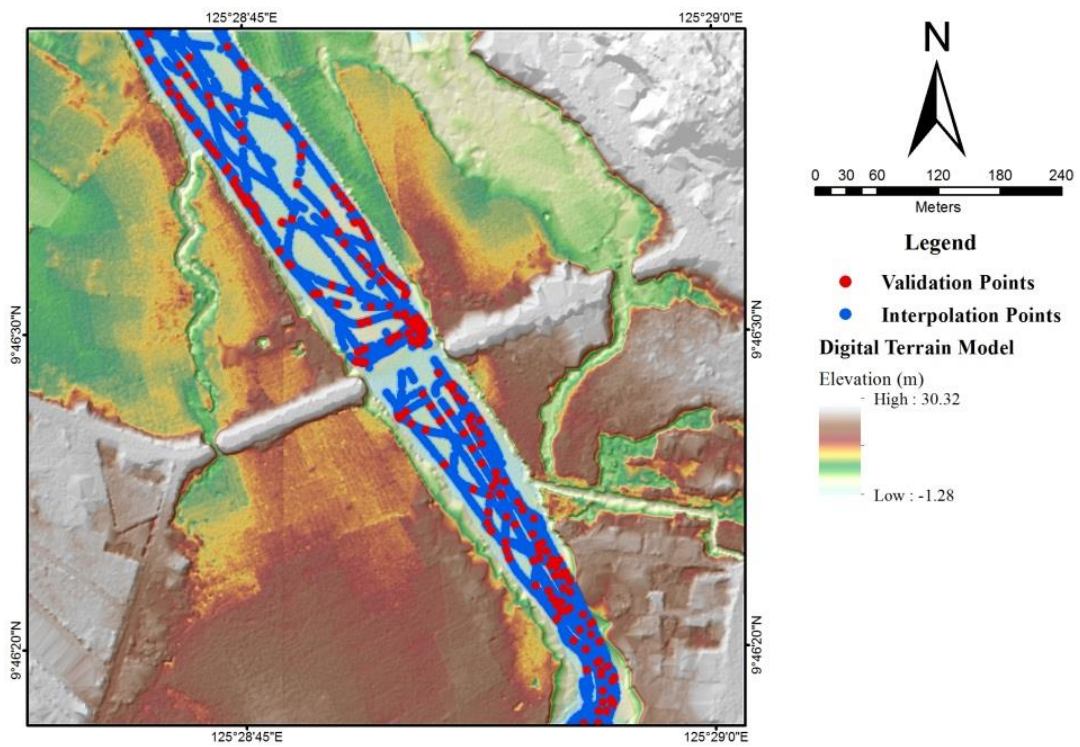 125°28'45"E
125°29'0"E
N
0 30 60 120 180 240
Meters
Legend
Validation Points
Interpolation Points
Digital Terrain Model
Elevation (m)
High : 30.32
Low : -1.28
9°46'30"N
9°46'30"N
9°46'20"N
9°46'20"N
125°28'45"E
125°29'0"E